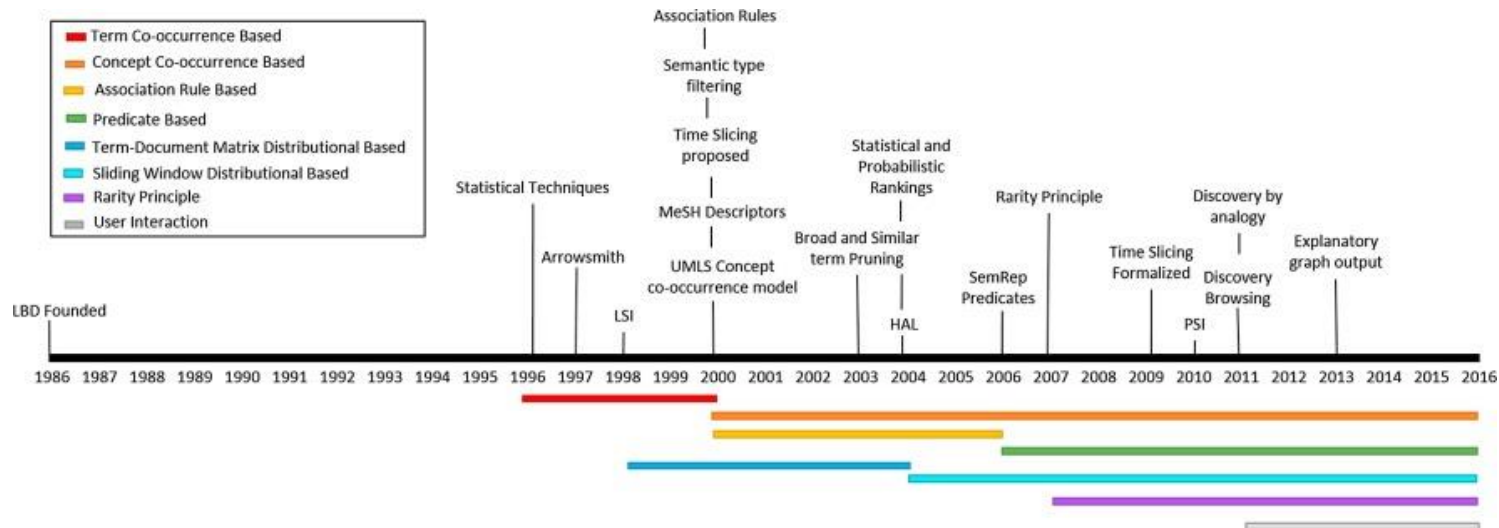 Term Co-occurrence Based
Concept Co-occurrence Based
Association Rule Based
Predicate Based
Term-Document Matrix Distributional Based
Sliding Window Distributional Based
Rarity Principle
User Interaction
LBD Founded
Statistical Techniques
Arrowsmith
LSI
Association Rules
Semantic type
filtering
Time Slicing
proposed
MeSH Descriptors
UMLS Concept
co-occurrence model
Broad and Similar
term Pruning
Statistical and
Probabilistic
Rankings
HAL
SemRep
Predicates
Rarity Principle
Time Slicing
Formalized
PSI
Discovery by
analogy
Discovery
Browsing
Explanatory
graph output
1986 1987 1988 1989 1990 1991 1992 1993 1994 1995 1996 1997 1998 1999 2000 2001 2002 2003 2004 2005 2006 2007 2008 2009 2010 2011 2012 2013 2014 2015 2016